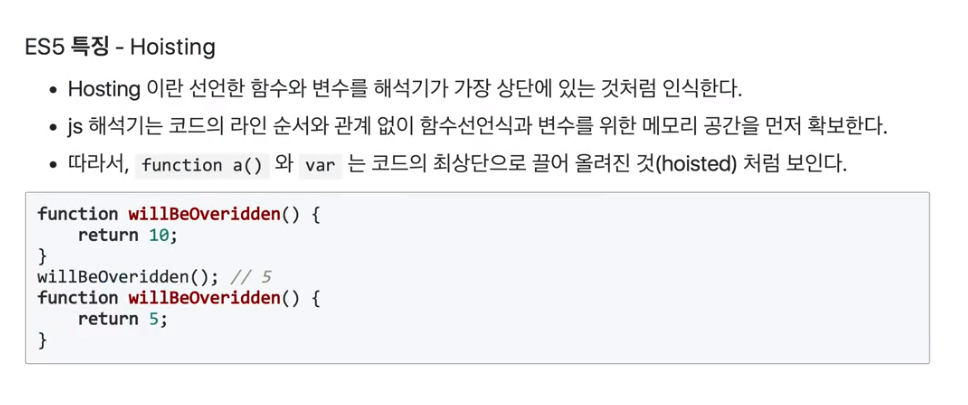 ES5 특징 - Hoisting
• Hosting 이란 선언한 함수와 변수를 해석기가 가장 상단에 있는 것처럼 인식한다.
• js 해석기는 코드의 라인 순서와 관계 없이 함수선언식과 변수를 위한 메모리 공간을 먼저 확보한다.
• 따라서, function a() 와 var 는 코드의 최상단으로 끌어 올려진 것(hoisted) 처럼 보인다.
function willBeOveridden() {
    return 10;
}
willBeOveridden(); // 5
function willBeOveridden() {
    return 5;
}